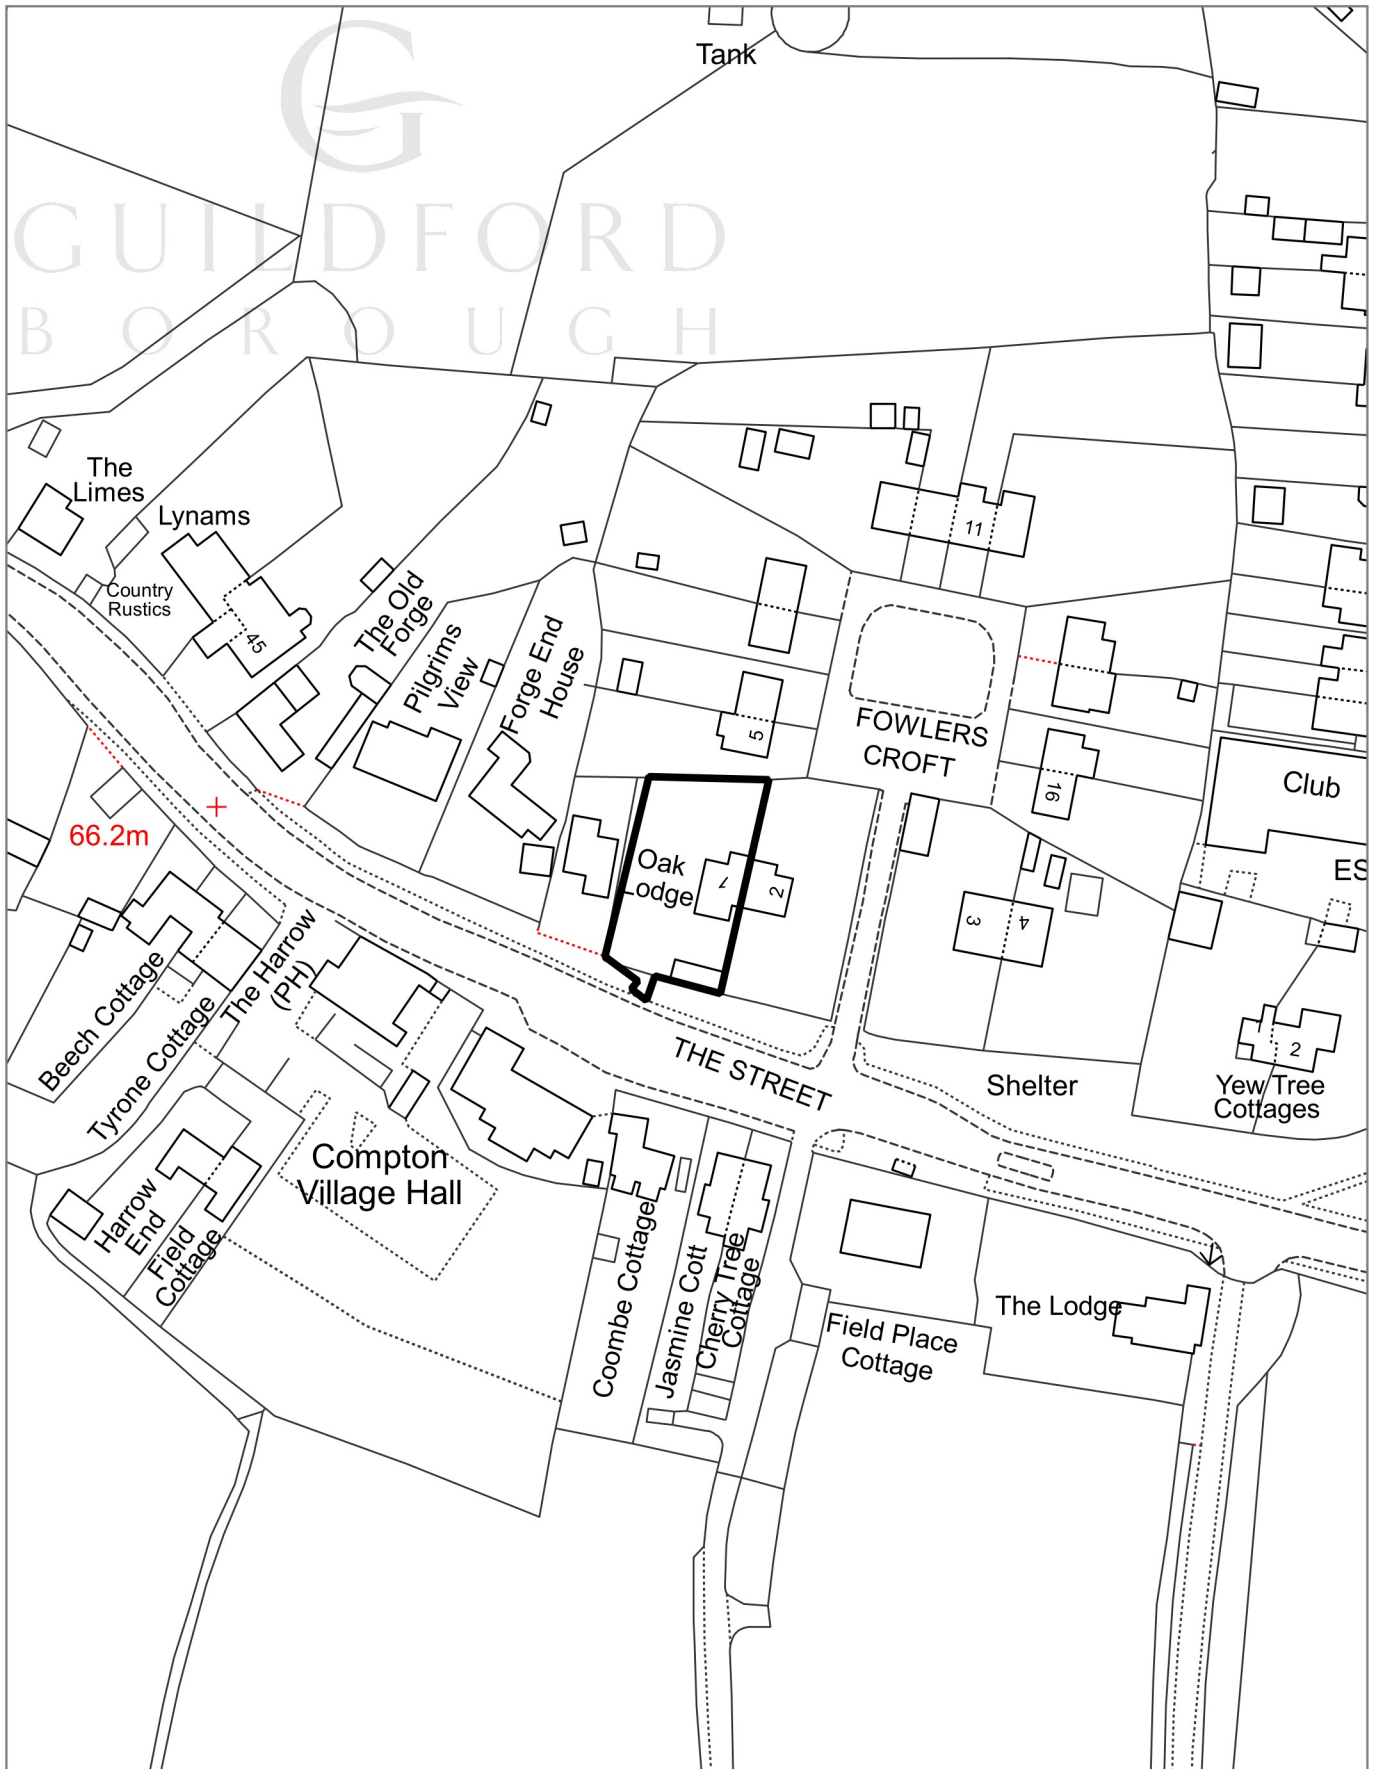 Tank
GUILDFORD
BOROUGH
The
Limes
Lynams
Country
Rustics
45
The Old
Forge
Pilgrims
View
Forge End
House
11
5
FOWLERS
CROFT
16
Club
ES
66.2m
Oak
Lodge
1
2
3
4
Beech Cottage
Tyrone Cottage
The Harrow
(PH)
THE STREET
Shelter
2
Yew Tree
Cottages
Compton
Village Hall
Harrow
End
Field
Cottage
Coombe Cottage
Jasmine Cott
Cherry Tree
Cottage
The Lodge
Field Place
Cottage